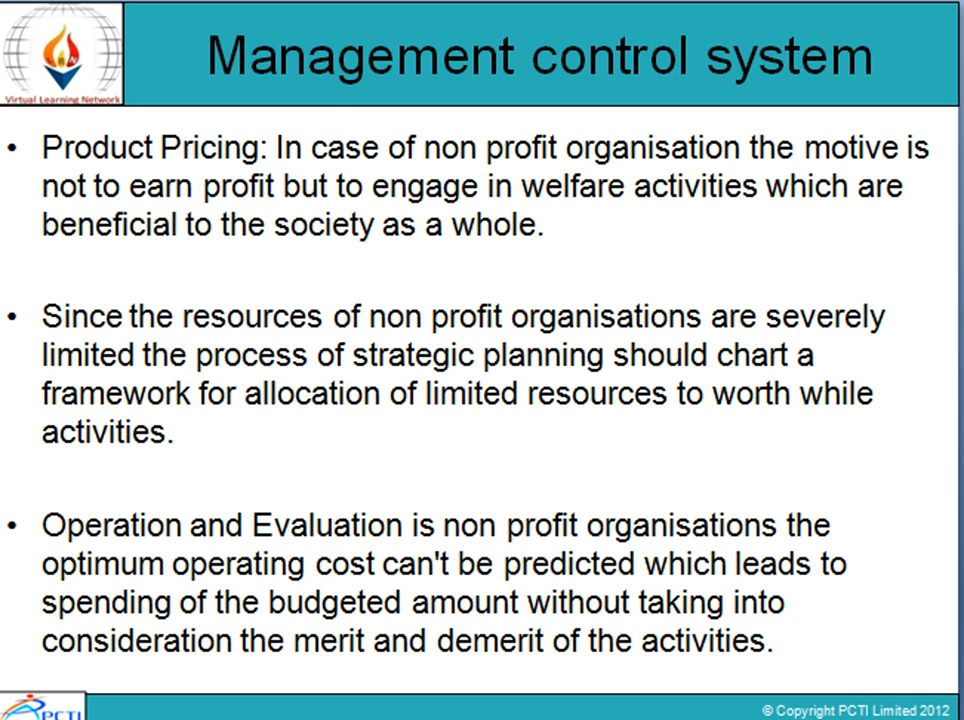 Management control system
Virtual Learning Network
• Product Pricing: In case of non profit organisation the motive is
not to earn profit but to engage in welfare activities which are
beneficial to the society as a whole.
• Since the resources of non profit organisations are severely
limited the process of strategic planning should chart a
framework for allocation of limited resources to worth while
activities.
• Operation and Evaluation is non profit organisations the
optimum operating cost can't be predicted which leads to
spending of the budgeted amount without taking into
consideration the merit and demerit of the activities.
PCTI
© Copyright PCTI Limited 2012